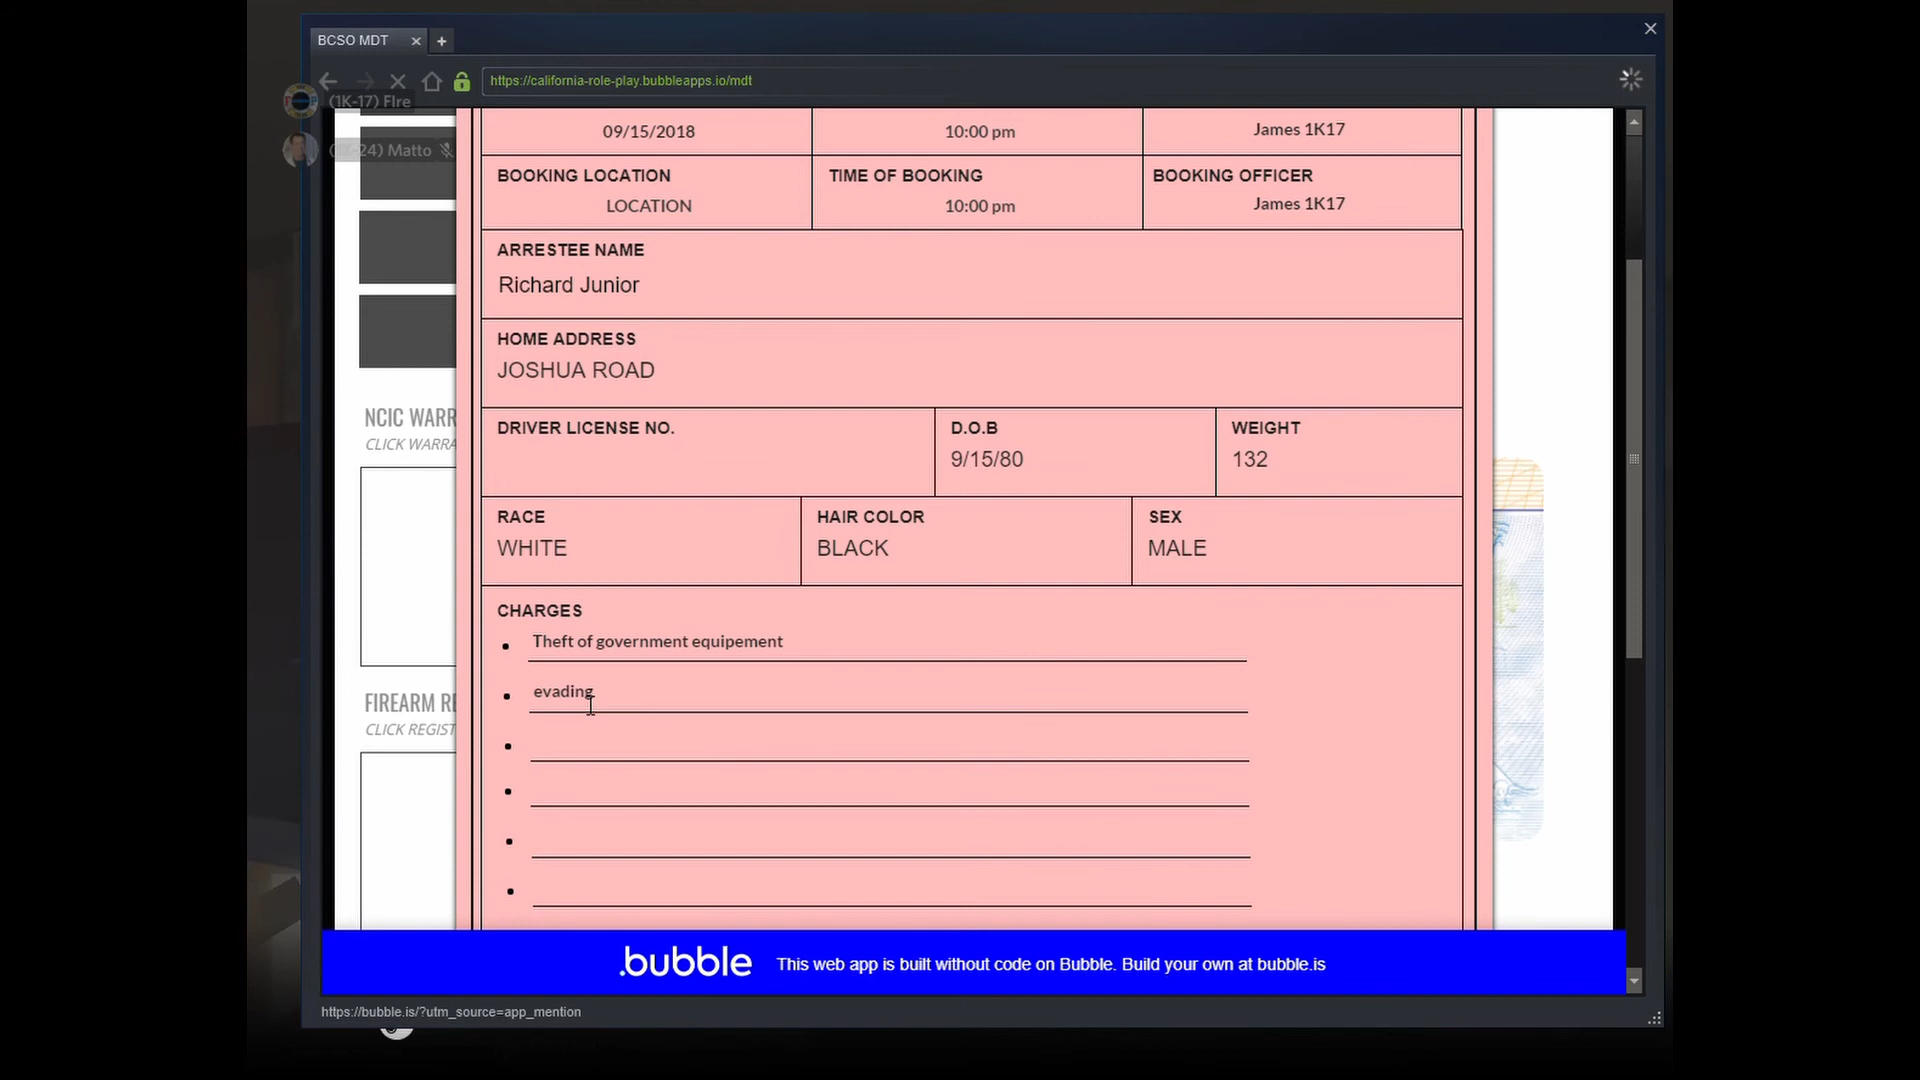 BCSO MDT
https://california-role-play.bubbleapps.io/mdt
(1K-17) FIre
-24) Matto
09/15/2018
10:00 pm
James 1K17
BOOKING LOCATION
TIME OF BOOKING
BOOKING OFFICER
LOCATION
10:00 pm
James 1K17
ARRESTEE NAME
Richard Junior
HOME ADDRESS
JOSHUA ROAD
DRIVER LICENSE NO.
D.O.B
WEIGHT
9/15/80
132
RACE
HAIR COLOR
SEX
WHITE
BLACK
MALE
CHARGES
Theft of government equipement
evading
NCIC WARR
CLICK WARRA
FIREARM RE
CLICK REGIST
.bubble
This web app is built without code on Bubble. Build your own at bubble.is
https://bubble.is/?utm_source=app_mention